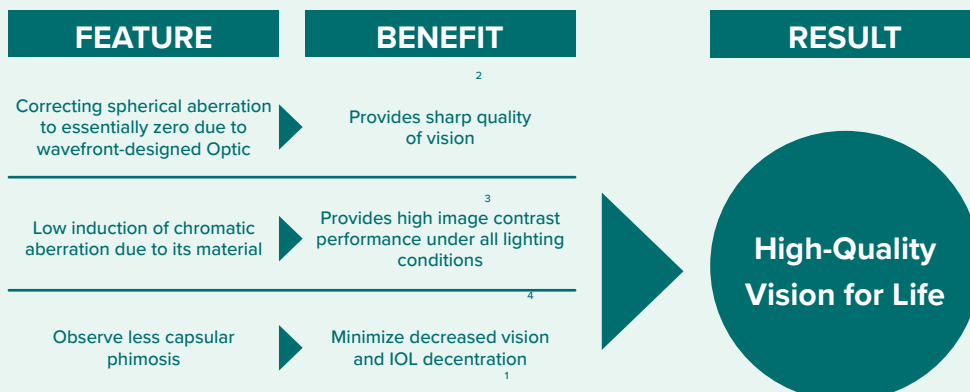 FEATURE
BENEFIT
RESULT
Correcting spherical aberration
to essentially zero due to
wavefront-designed Optic
2
Provides sharp quality
of vision
Low induction of chromatic
aberration due to its material
3
Provides high image contrast
performance under all lighting
conditions
4
Observe less capsular
phimosis
Minimize decreased vision
and IOL decentration
1
High-Quality
Vision for Life